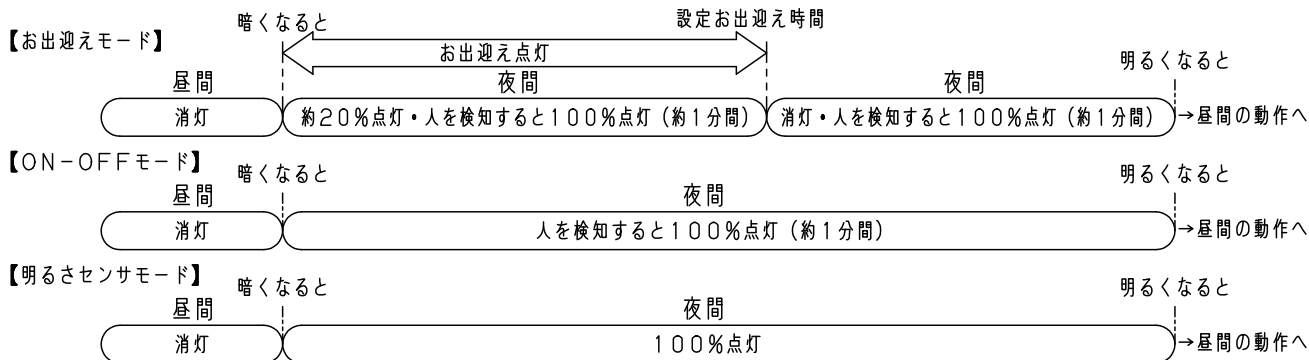 【お出迎えモード】
暗くなると
設定お出迎え時間
お出迎え点灯
明るくなると
昼間
夜間
夜間
消灯
約20%点灯・人を検知すると100%点灯(約1分間)
消灯・人を検知すると100%点灯(約1分間)
→昼間の動作へ
【ON-OFFモード】
暗くなると
明るくなると
昼間
夜間
消灯
人を検知すると100%点灯(約1分間)
→昼間の動作へ
【明るさセンサモード】
暗くなると
明るくなると
昼間
夜間
消灯
100%点灯
→昼間の動作へ